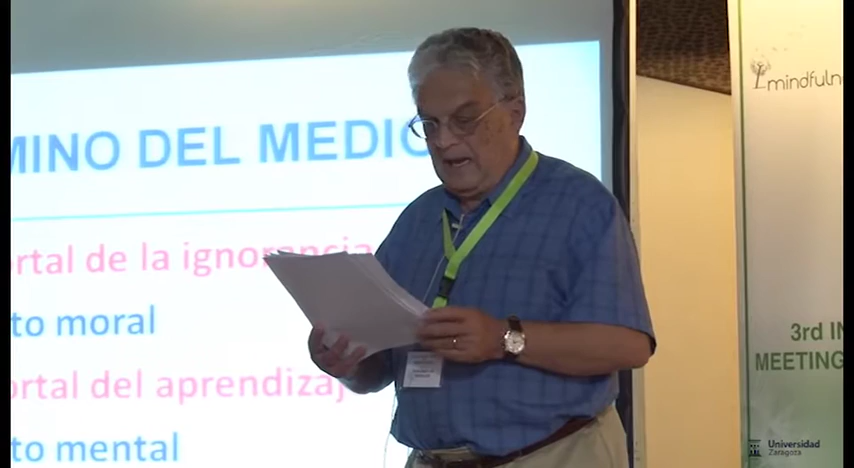 MINO DEL MEDIO
ortal de la ignorancia
to moral
ortal del aprendizaj
to mental
mindfuln
3rd IN
MEETING
Universidad
Zaragoza